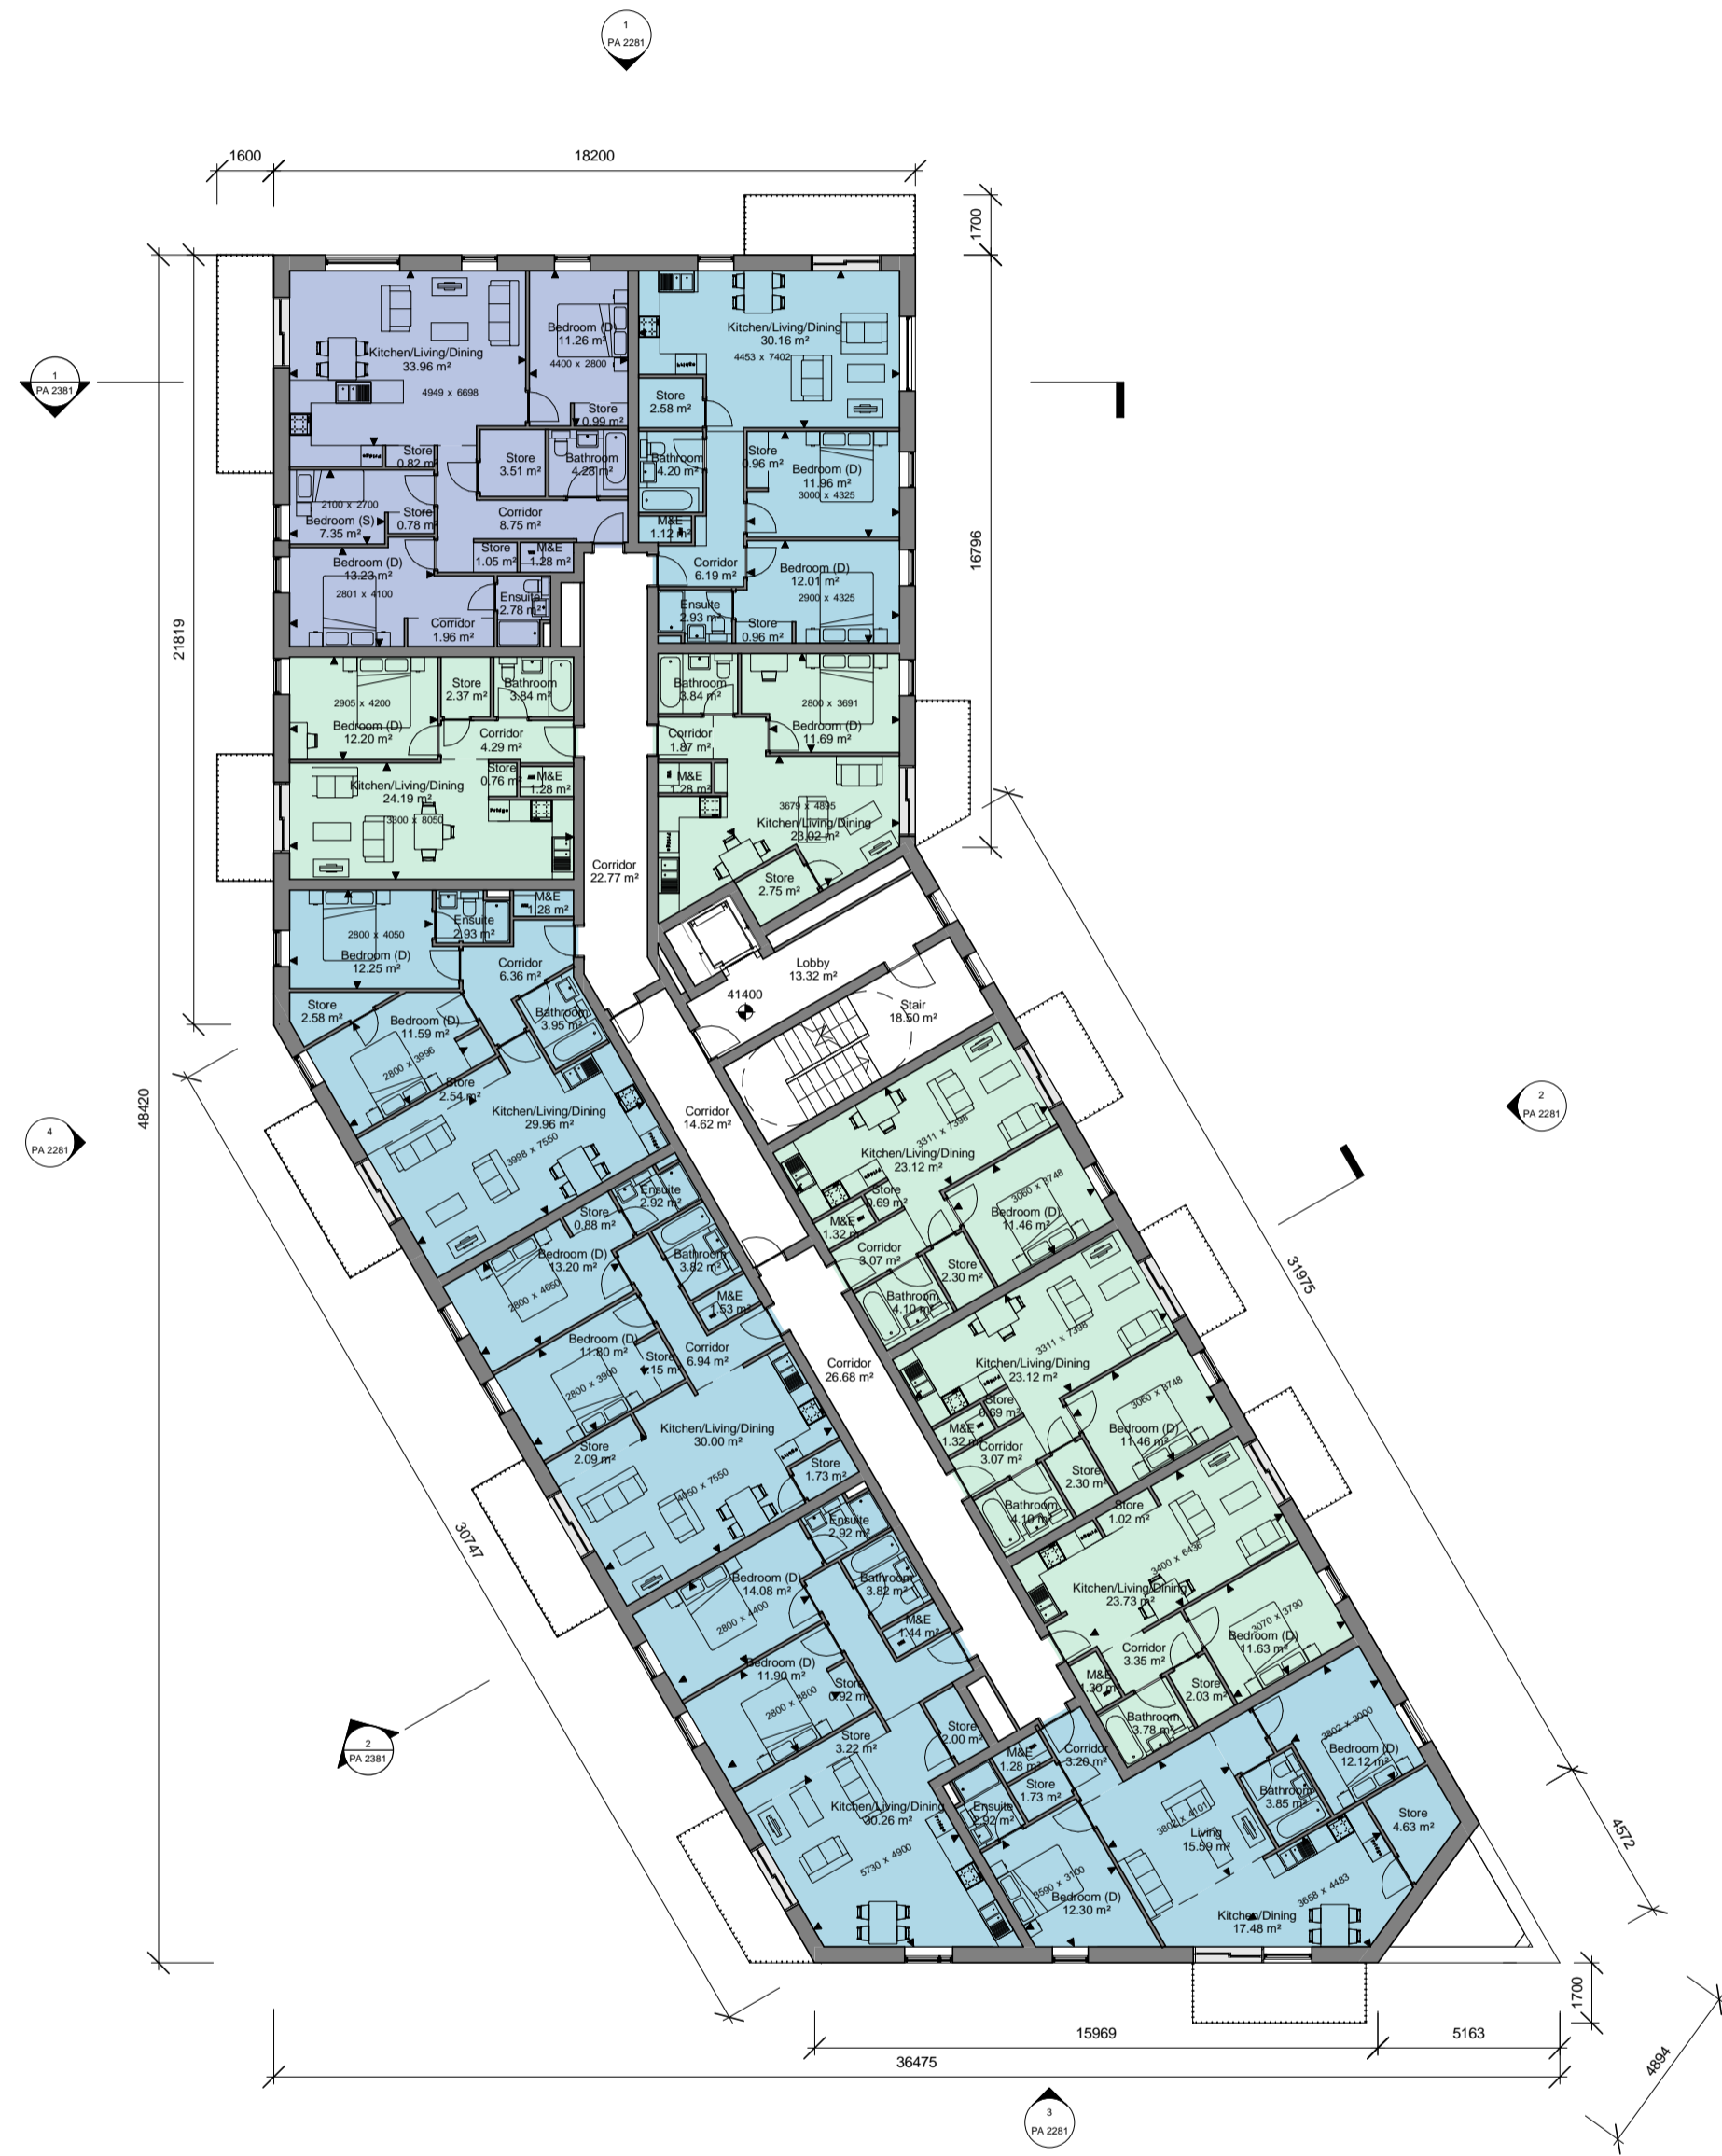 1
PA 2281
1600
18200
1700
1
PA 2381
21819
48420
16796
Kitchen/Living/Dining
33.96 m²
4949 x 6698
Bedroom (D)
11.26 m²
4400 x 2800
Store
0.99 m²
Kitchen/Living/Dining
30.16 m²
4453 x 7402
Store
2.58 m²
Store
0.82 m²
Store
3.51 m²
Bathroom
4.28 m²
Bathroom
4.20 m²
Store
0.96 m²
Bedroom (D)
11.96 m²
3000 x 4325
2100 x 2700
Bedroom (S)
7.35 m²
Store
0.78 m²
Corridor
8.75 m²
M&E
1.12 m²
Store
1.05 m²
M&E
1.28 m²
Bedroom (D)
13.23 m²
2801 x 4100
Ensuite
2.78 m²
Corridor
1.96 m²
Corridor
6.19 m²
Bedroom (D)
12.01 m²
2900 x 4325
Ensuite
2.93 m²
Store
0.96 m²
2905 x 4200
Bedroom (D)
12.20 m²
Store
2.37 m²
Bathroom
3.84 m²
Corridor
4.29 m²
Store
0.76 m²
M&E
1.28 m²
Kitchen/Living/Dining
24.19 m²
3300 x 8050
Fridge
Bathroom
3.84 m²
2800 x 3691
Bedroom (D)
11.69 m²
Corridor
1.87 m²
M&E
1.28 m²
3679 x 4895
Kitchen/Living/Dining
23.02 m²
Fridge
Store
2.75 m²
Corridor
22.77 m²
2800 x 4050
Bedroom (D)
12.25 m²
Ensuite
2.93 m²
M&E
1.28 m²
Corridor
6.36 m²
Store
2.58 m²
Bedroom (D)
11.59 m²
2800 x 3996
Bathroom
3.95 m²
Store
2.54 m²
Kitchen/Living/Dining
29.96 m²
3998 x 7550
Lobby
13.32 m²
41400
Stair
18.50 m²
Corridor
14.62 m²
4
PA 2281
2
PA 2281
Kitchen/Living/Dining
23.12 m²
3311 x 7398
Store
0.69 m²
M&E
1.32 m²
Corridor
3.07 m²
3060 x 3748
Bedroom (D)
11.46 m²
Store
2.30 m²
Bathroom
4.10 m²
Ensuite
2.92 m²
Store
0.88 m²
Bedroom (D)
13.20 m²
2800 x 4650
Bathroom
3.82 m²
M&E
1.53 m²
Bedroom (D)
11.80 m²
2800 x 3900
Store
1.15 m²
Corridor
6.94 m²
Corridor
26.68 m²
Kitchen/Living/Dining
30.00 m²
4050 x 7550
Store
2.09 m²
Store
1.73 m²
3311 x 7398
Kitchen/Living/Dining
23.12 m²
Store
0.69 m²
M&E
1.32 m²
Corridor
3.07 m²
3060 x 3748
Bedroom (D)
11.46 m²
Store
2.30 m²
Bathroom
4.10 m²
31975
30747
Store
1.02 m²
3400 x 6436
Kitchen/Living/Dining
23.73 m²
3070 x 3790
Bedroom (D)
11.63 m²
Corridor
3.35 m²
M&E
1.30 m²
Store
2.03 m²
Bathroom
3.78 m²
Ensuite
2.92 m²
Bedroom (D)
14.08 m²
2800 x 4400
Bathroom
3.82 m²
M&E
1.44 m²
Bedroom (D)
11.90 m²
2800 x 3800
Store
0.92 m²
Store
3.22 m²
Store
2.00 m²
Kitchen/Living/Dining
30.26 m²
5730 x 4900
M&E
1.28 m²
Corridor
3.20 m²
Store
1.73 m²
Ensuite
2.92 m²
3590 x 3100
Bedroom (D)
12.30 m²
3802 x 4101
Living
15.59 m²
3802 x 3000
Bedroom (D)
12.12 m²
Bathroom
3.85 m²
Store
4.63 m²
3658 x 4483
Kitchen/Dining
17.48 m²
2
PA 2381
4572
1700
15969
5163
36475
4894
3
PA 2281